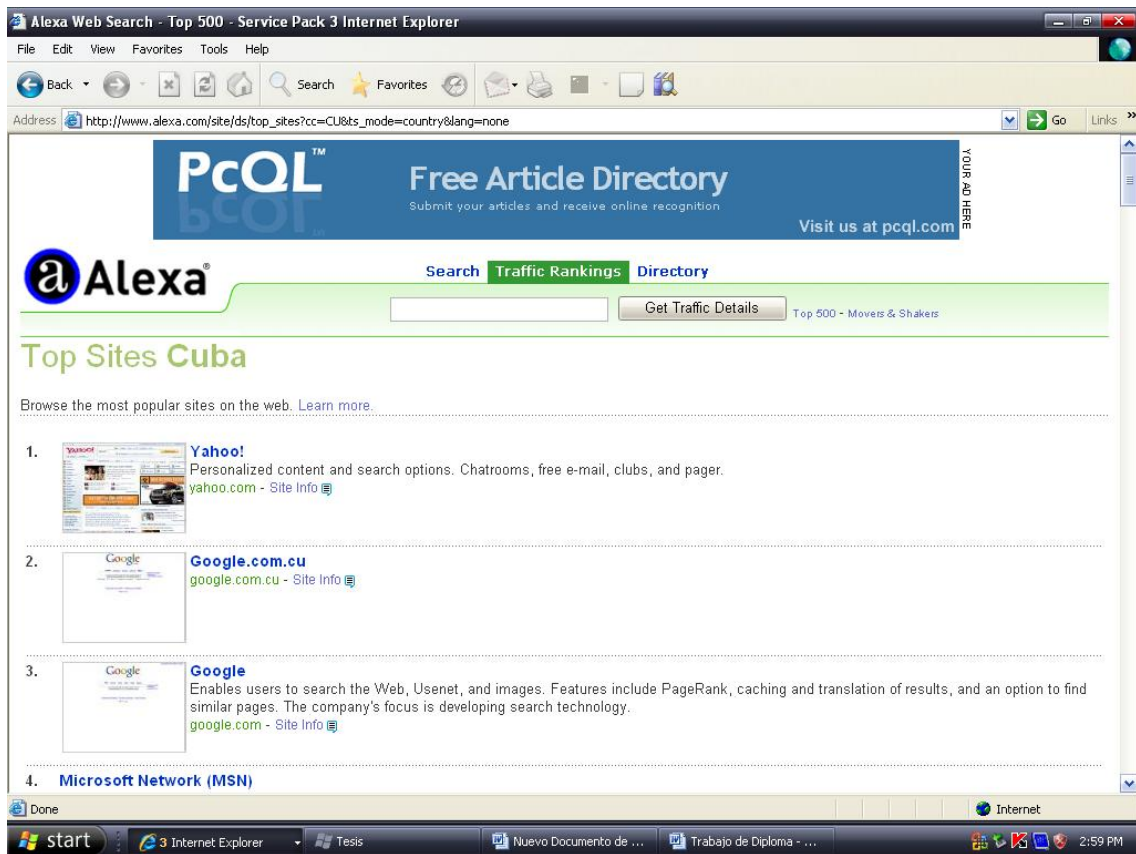 Alexa Web Search - Top 500 - Service Pack 3 Internet Explorer
File Edit View Favorites Tools Help
Back Search Favorites
Address http://www.alexa.com/site/ds/top_sites?cc=CU&ts_mode=country&lang=none Go Links »
PcQL™ Free Article Directory
Submit your articles and receive online recognition
Visit us at pcql.com
YOUR AD HERE
a Alexa®
Search Traffic Rankings Directory
Get Traffic Details Top 500 - Movers & Shakers
Top Sites Cuba
Browse the most popular sites on the web. Learn more.
1. Yahoo!
Personalized content and search options. Chatrooms, free e-mail, clubs, and pager.
yahoo.com - Site Info
2. Google Google.com.cu
google.com.cu - Site Info
3. Google Google
Enables users to search the Web, Usenet, and images. Features include PageRank, caching and translation of results, and an option to find
similar pages. The company's focus is developing search technology.
google.com - Site Info
4. Microsoft Network (MSN)
Done Internet
start 3 Internet Explorer Tesis Nuevo Documento de ... Trabajo de Diploma - ... 2:59 PM